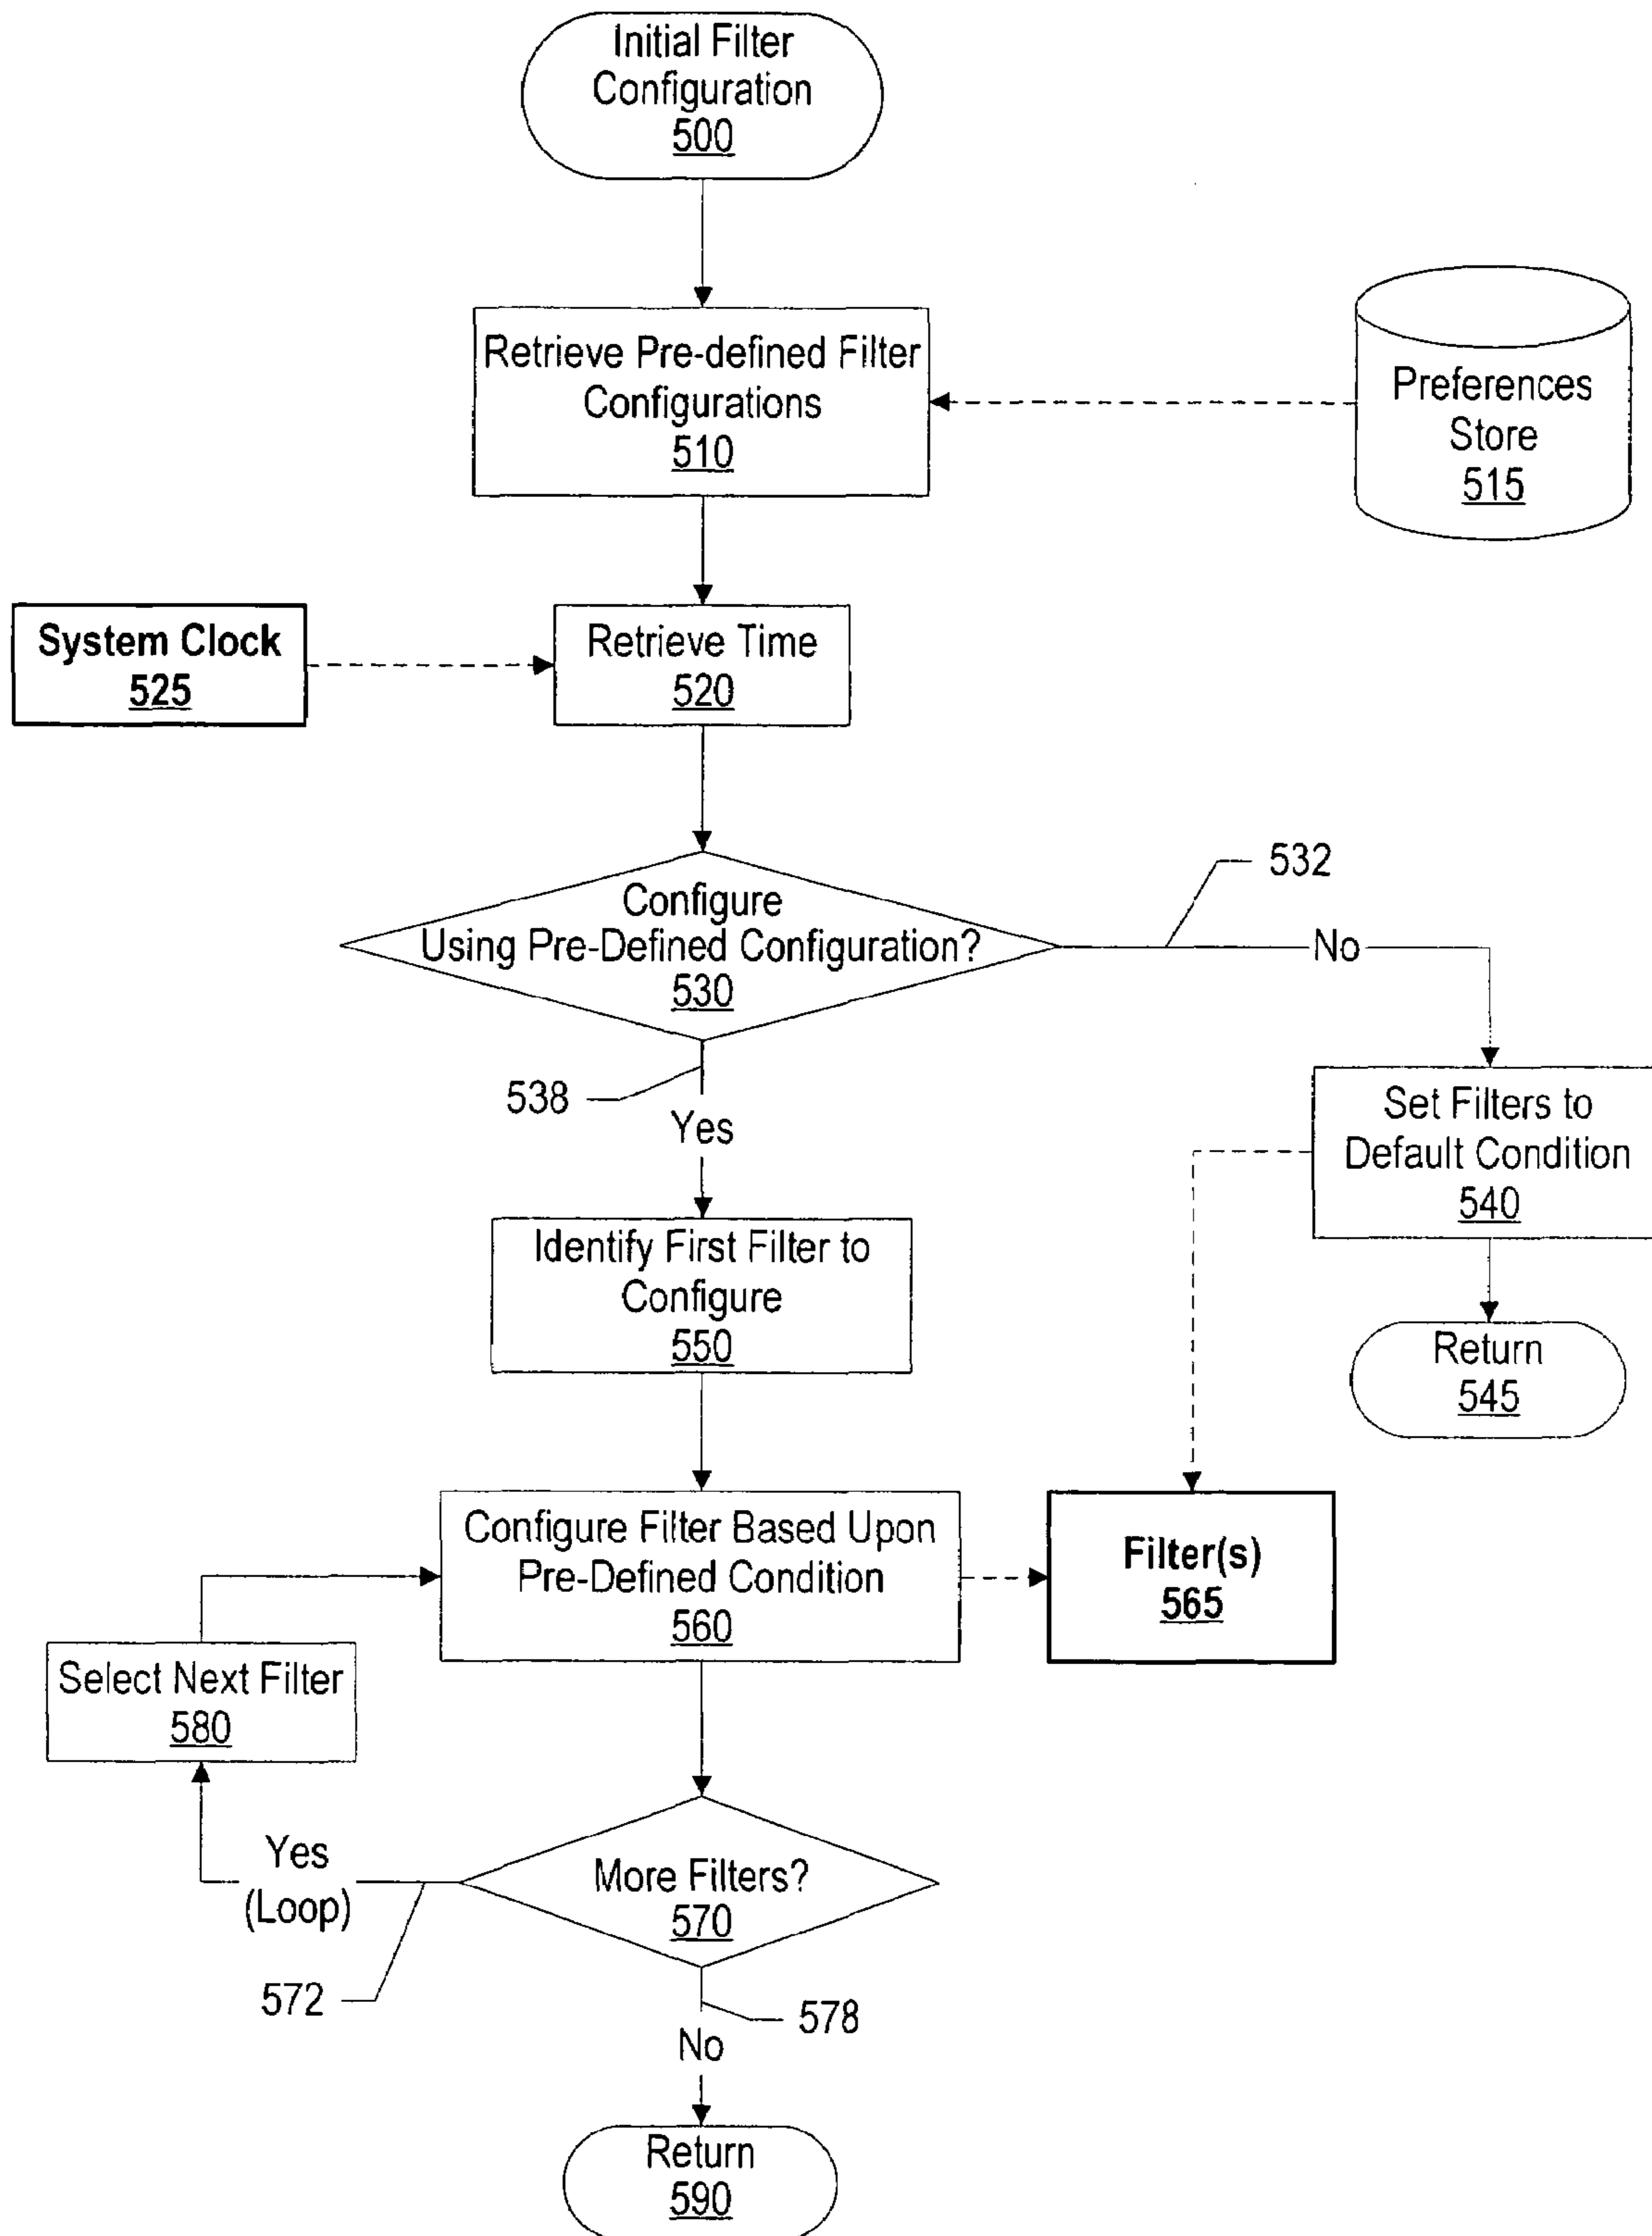 Initial Filter
Configuration
500
Retrieve Pre-defined Filter
Configurations
510
Preferences
Store
515
System Clock
525
Retrieve Time
520
532
Configure
Using Pre-Defined Configuration?
530
No
538
Yes
Set Filters to
Default Condition
540
Identify First Filter to
Configure
550
Return
545
Configure Filter Based Upon
Pre-Defined Condition
560
Filter(s)
565
Select Next Filter
580
Yes
(Loop)
More Filters?
570
572
578
No
Return
590